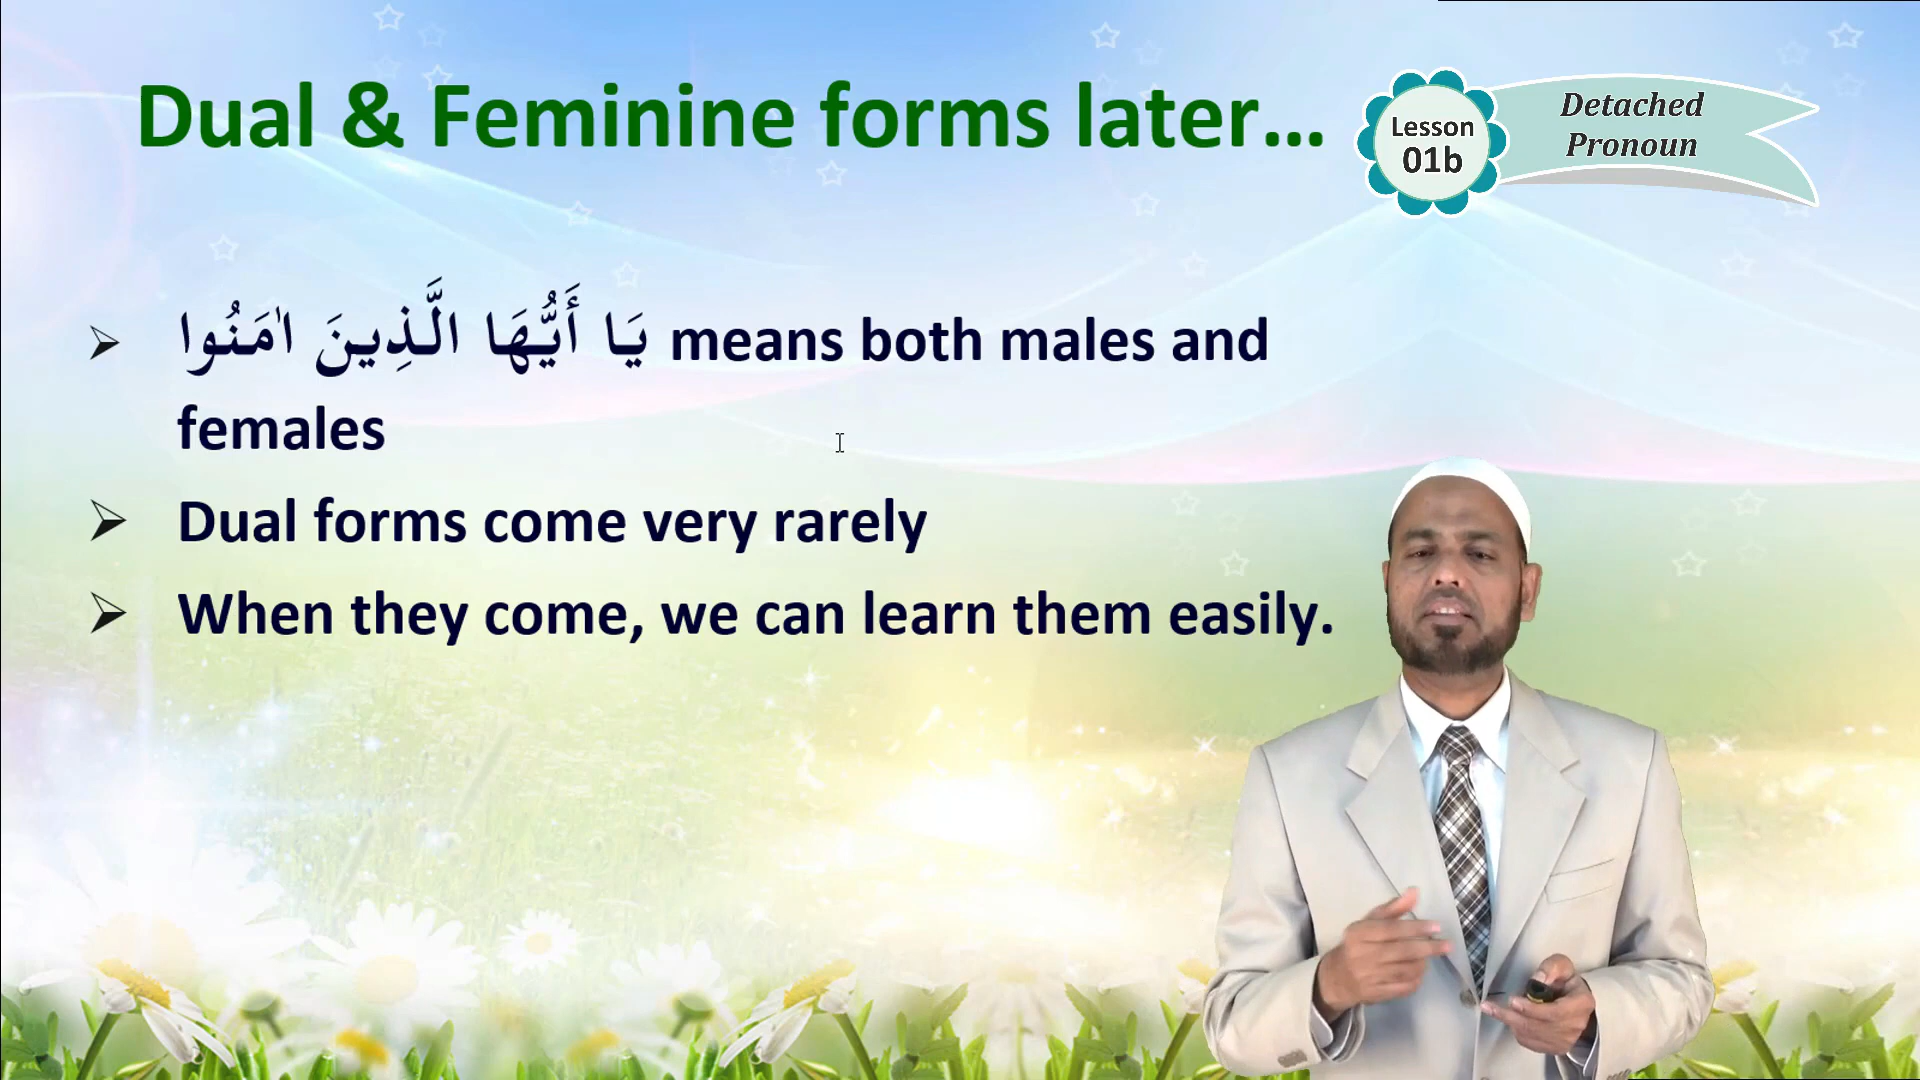 Dual & Feminine forms later...
Lesson
01b
Detached
Pronoun
يَا أَيُّهَا الَّذِينَ اٰمَنُوا means both males and
females
Dual forms come very rarely
When they come, we can learn them easily.